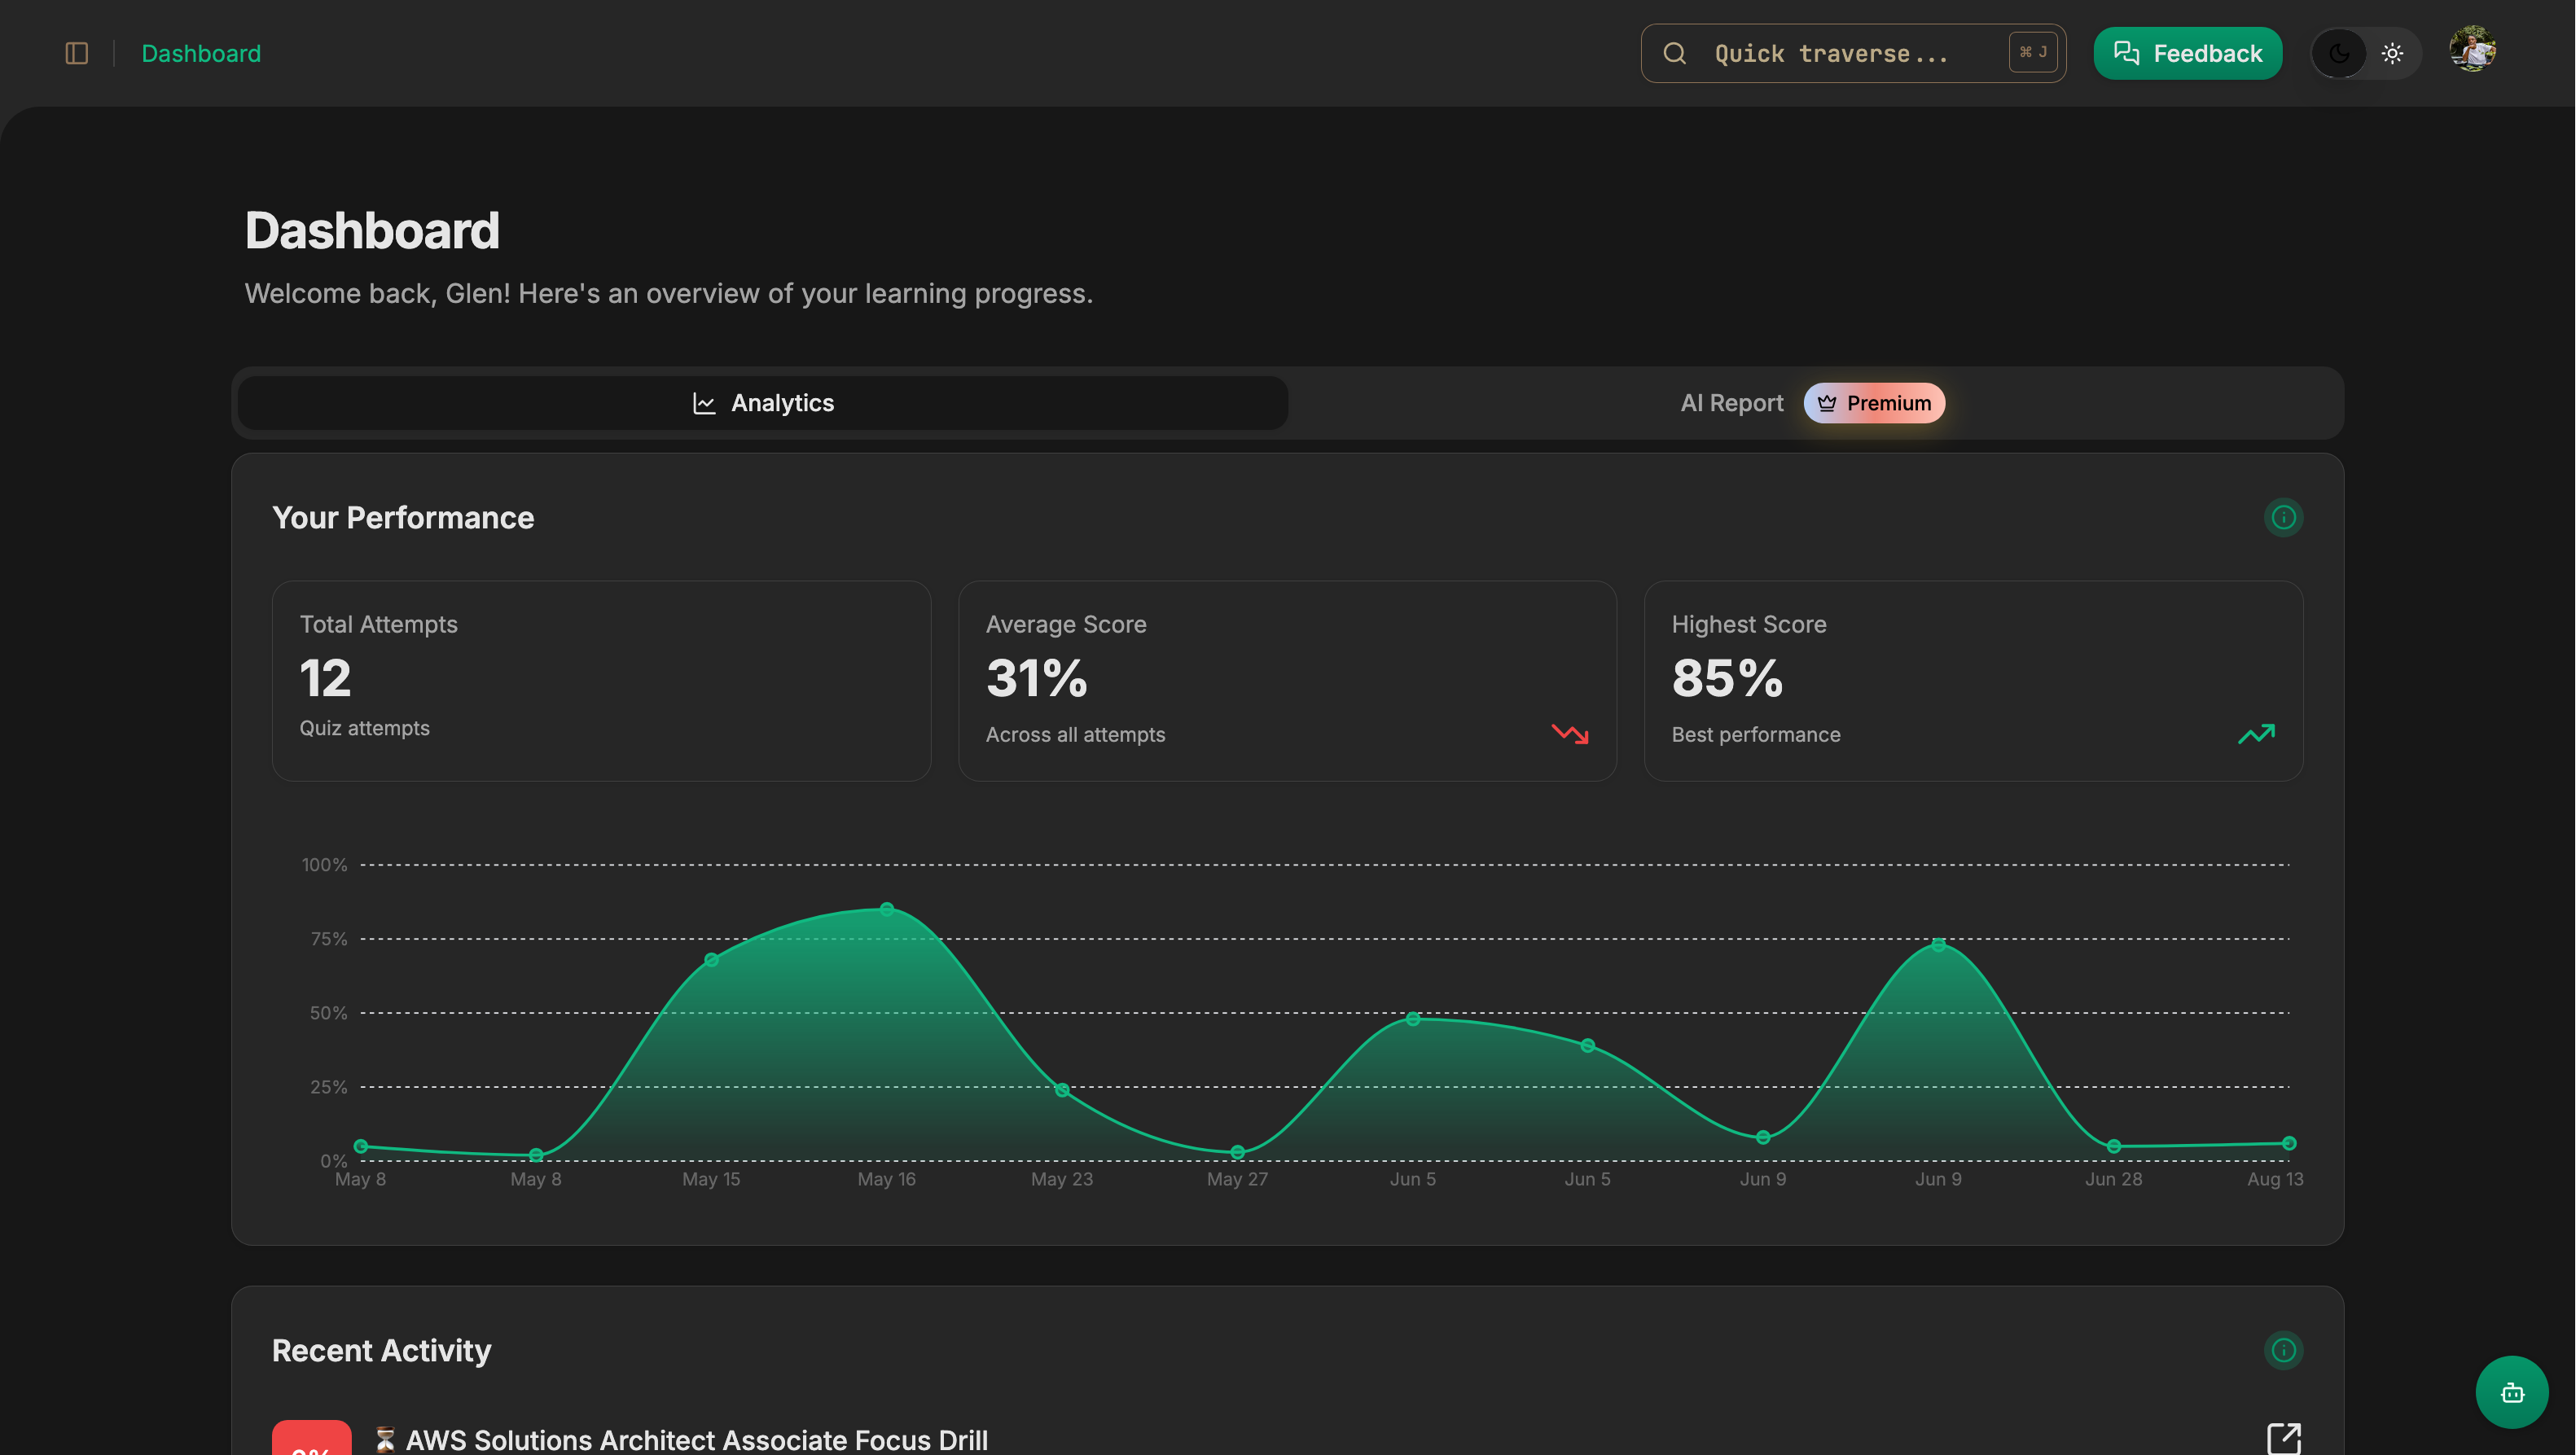 Dashboard
Quick traverse...
⌘ J
Feedback
Dashboard
Welcome back, Glen! Here's an overview of your learning progress.
Analytics
AI Report
Premium
Your Performance
Total Attempts
12
Quiz attempts
Average Score
31%
Across all attempts
Highest Score
85%
Best performance
100%
75%
50%
25%
0%
May 8 May 8 May 15 May 16 May 23 May 27 Jun 5 Jun 5 Jun 9 Jun 9 Jun 28 Aug 13
Recent Activity
AWS Solutions Architect Associate Focus Drill